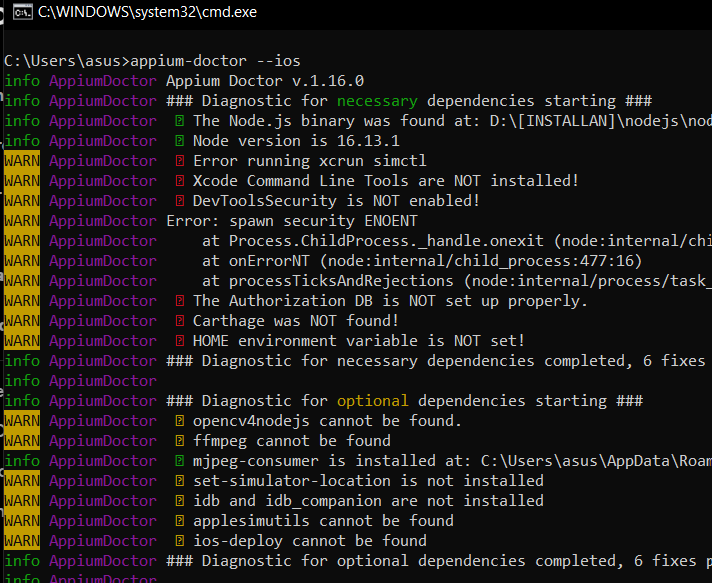 C:\WINDOWS\system32\cmd.exe
C:\Users\asus>appium-doctor --ios
info AppiumDoctor Appium Doctor v.1.16.0
info AppiumDoctor ### Diagnostic for necessary dependencies starting ###
info AppiumDoctor The Node.js binary was found at: D:\[INSTALLAN]\nodejs\nod
info AppiumDoctor Node version is 16.13.1
WARN AppiumDoctor Error running xcrun simctl
WARN AppiumDoctor Xcode Command Line Tools are NOT installed!
WARN AppiumDoctor DevToolsSecurity is NOT enabled!
WARN AppiumDoctor Error: spawn security ENOENT
WARN AppiumDoctor at Process.ChildProcess._handle.onexit (node:internal/chi
WARN AppiumDoctor at onErrorNT (node:internal/child_process:477:16)
WARN AppiumDoctor at processTicksAndRejections (node:internal/process/task_
WARN AppiumDoctor The Authorization DB is NOT set up properly.
WARN AppiumDoctor Carthage was NOT found!
WARN AppiumDoctor HOME environment variable is NOT set!
info AppiumDoctor ### Diagnostic for necessary dependencies completed, 6 fixes
info AppiumDoctor
info AppiumDoctor ### Diagnostic for optional dependencies starting ###
WARN AppiumDoctor opencv4nodejs cannot be found.
WARN AppiumDoctor ffmpeg cannot be found
info AppiumDoctor mjpeg-consumer is installed at: C:\Users\asus\AppData\Roam
WARN AppiumDoctor set-simulator-location is not installed
WARN AppiumDoctor idb and idb_companion are not installed
WARN AppiumDoctor applesimutils cannot be found
WARN AppiumDoctor ios-deploy cannot be found
info AppiumDoctor ### Diagnostic for optional dependencies completed, 6 fixes p
info AppiumDoctor